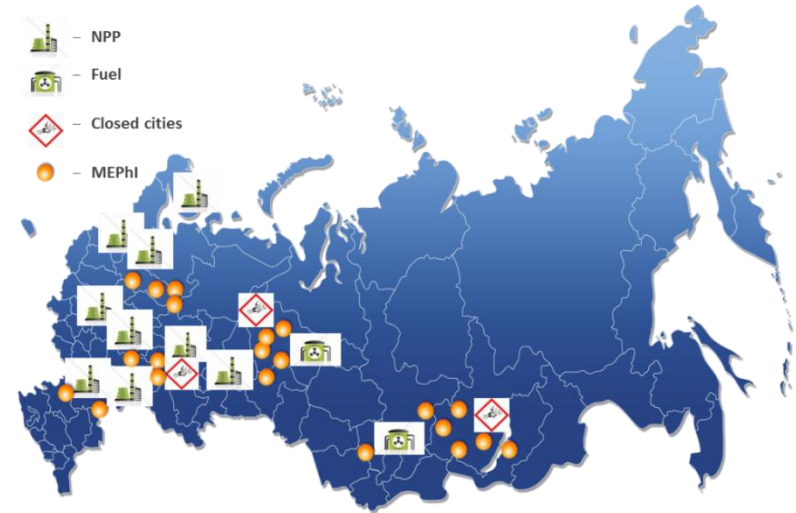 – NPP
– Fuel
– Closed cities
– MEPhI